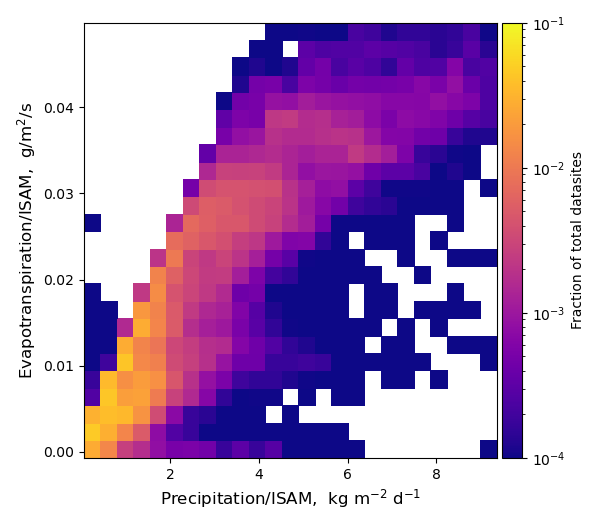 10⁻¹
0.04
0.03
0.02
0.01
0.00
Evapotranspiration/ISAM,  g/m²/s
10⁻²
10⁻³
10⁻⁴
Fraction of total datasites
2 4 6 8
Precipitation/ISAM,  kg m⁻² d⁻¹